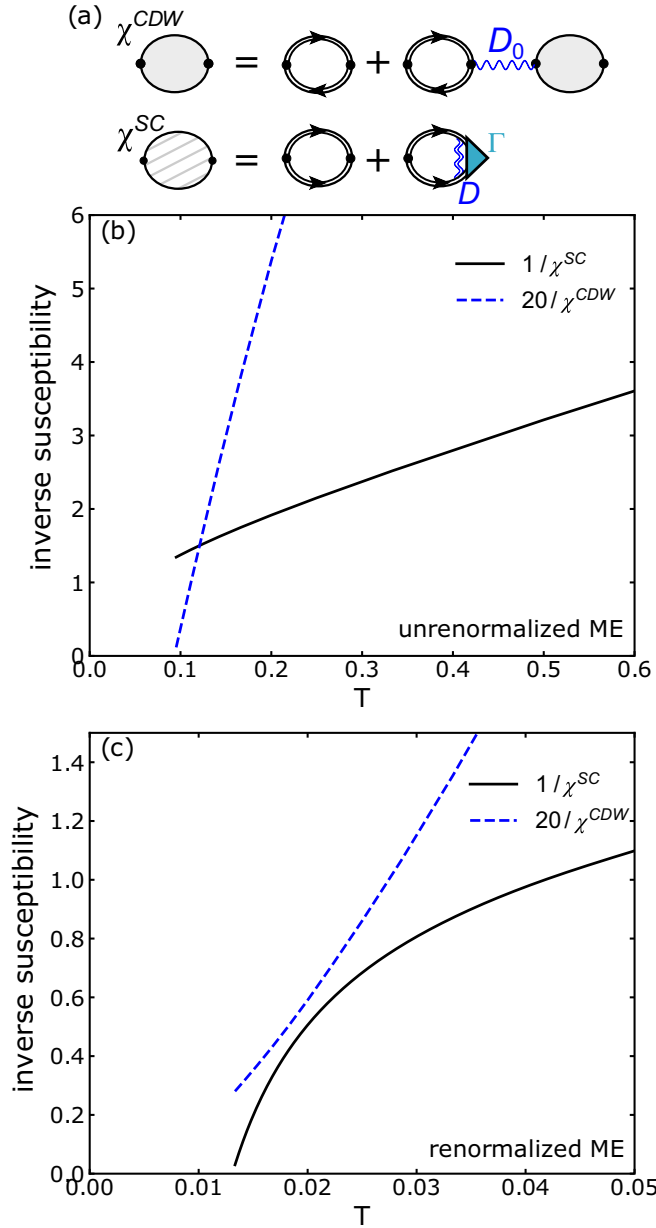 (a)
χ^CDW = + D₀
χ^SC = + Γ
D
(b)
6
5
4
3
2
1
0
1/χ^SC
20/χ^CDW
inverse susceptibility
unrenormalized ME
0.0 0.1 0.2 0.3 0.4 0.5 0.6
T
(c)
1.4
1.2
1.0
0.8
0.6
0.4
0.2
0.0
1/χ^SC
20/χ^CDW
inverse susceptibility
renormalized ME
0.00 0.01 0.02 0.03 0.04 0.05
T